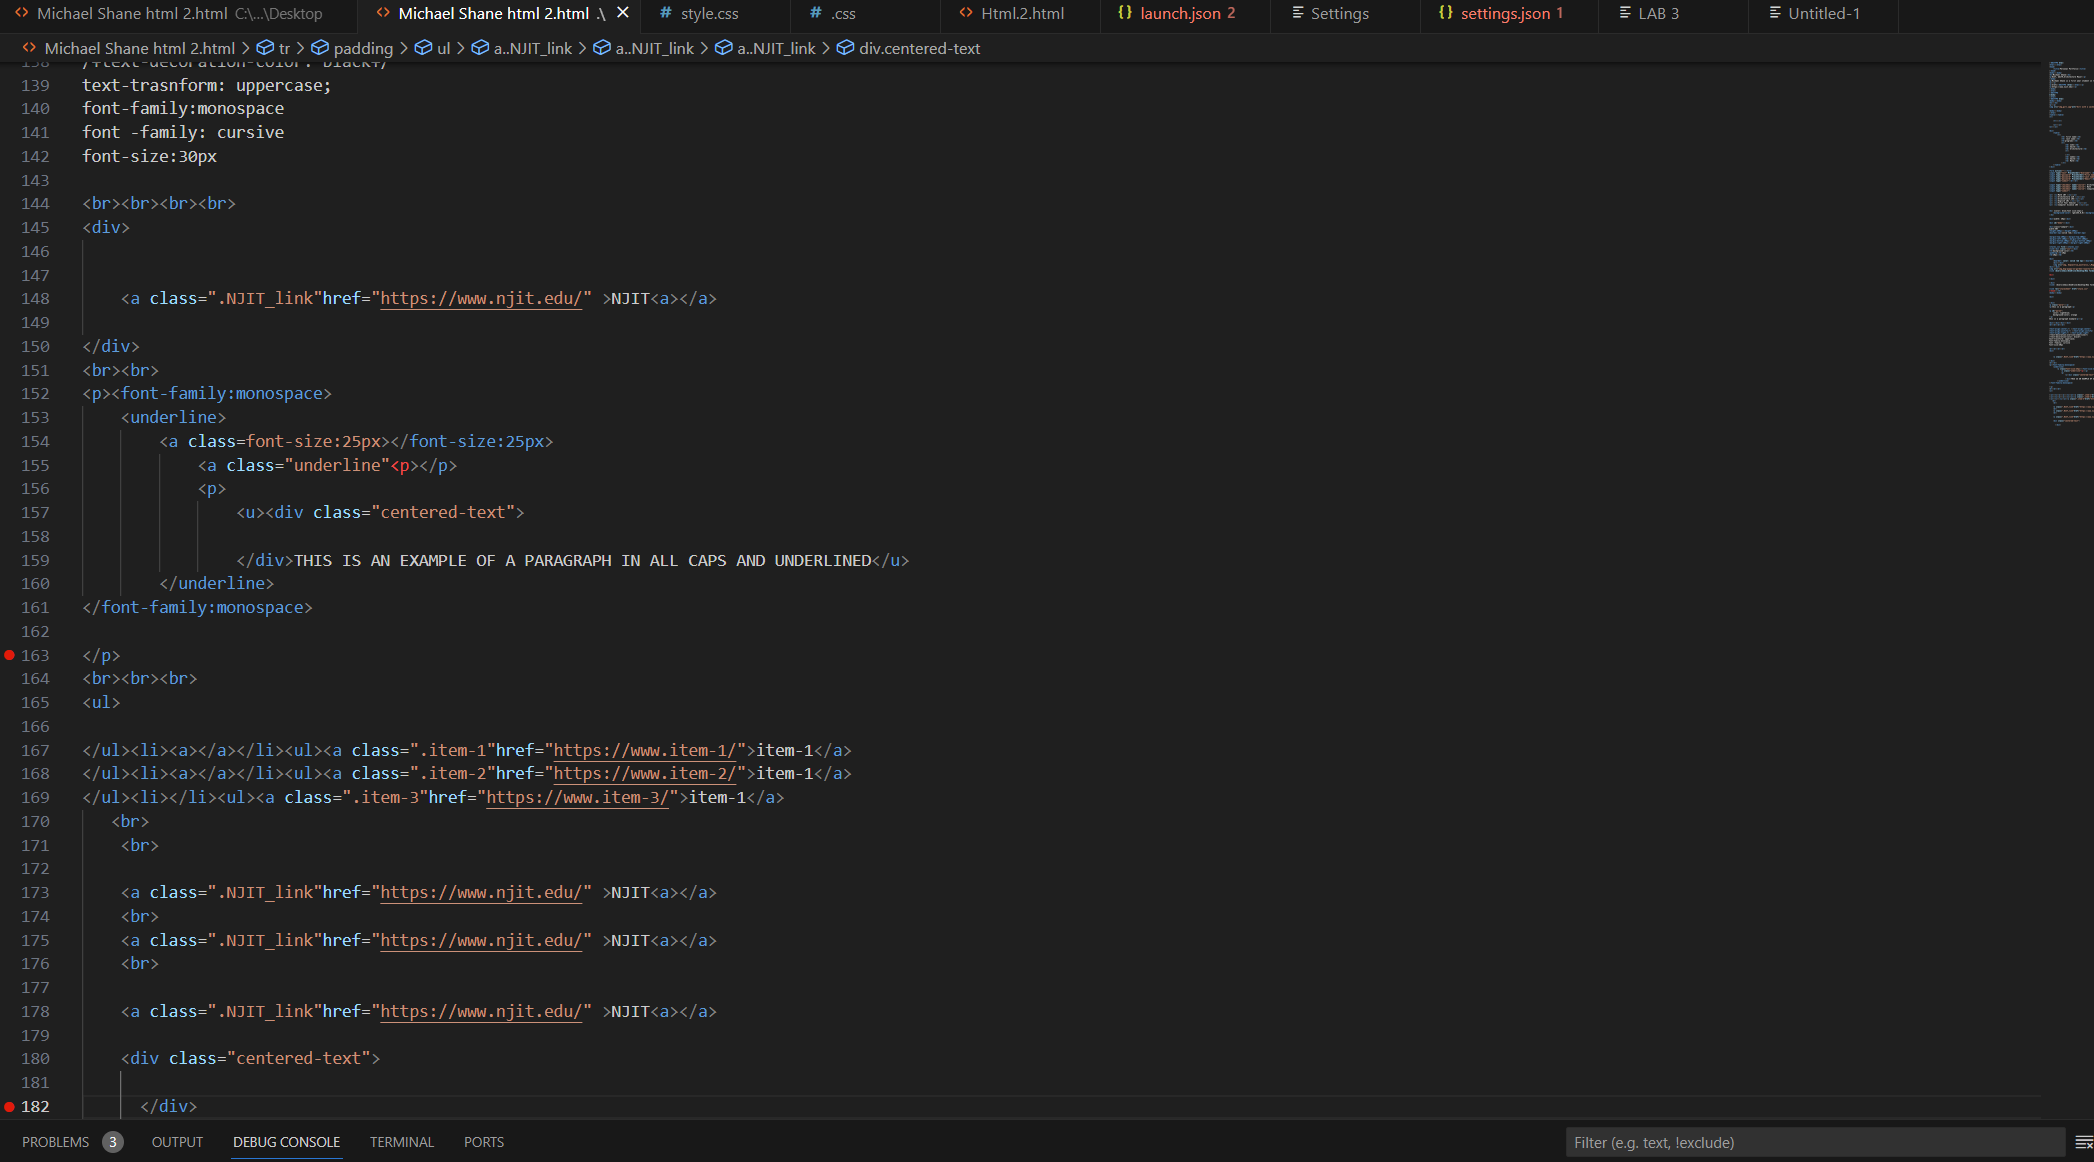 Michael Shane html 2.html C:\...\Desktop Michael Shane html 2.html .\ style.css .css Html.2.html launch.json 2 Settings settings.json 1 LAB 3 Untitled-1
Michael Shane html 2.html > tr > padding > ul > a..NJIT_link > a..NJIT_link > a..NJIT_link > div.centered-text
138 /+text-decoration-color: black+/
139 text-trasnform: uppercase;
140 font-family:monospace
141 font -family: cursive
142 font-size:30px
143
144 <br><br><br><br>
145 <div>
146
147
148 <a class=".NJIT_link"href="https://www.njit.edu/" >NJIT<a></a>
149
150 </div>
151 <br><br>
152 <p><font-family:monospace>
153 <underline>
154 <a class=font-size:25px></font-size:25px>
155 <a class="underline"<p></p>
156 <p>
157 <u><div class="centered-text">
158
159 </div>THIS IS AN EXAMPLE OF A PARAGRAPH IN ALL CAPS AND UNDERLINED</u>
160 </underline>
161 </font-family:monospace>
162
163 </p>
164 <br><br><br>
165 <ul>
166
167 </ul><li><a></a></li><ul><a class=".item-1"href="https://www.item-1/">item-1</a>
168 </ul><li><a></a></li><ul><a class=".item-2"href="https://www.item-2/">item-1</a>
169 </ul><li></li><ul><a class=".item-3"href="https://www.item-3/">item-1</a>
170 <br>
171 <br>
172
173 <a class=".NJIT_link"href="https://www.njit.edu/" >NJIT<a></a>
174 <br>
175 <a class=".NJIT_link"href="https://www.njit.edu/" >NJIT<a></a>
176 <br>
177
178 <a class=".NJIT_link"href="https://www.njit.edu/" >NJIT<a></a>
179
180 <div class="centered-text">
181
182 </div>
PROBLEMS 3 OUTPUT DEBUG CONSOLE TERMINAL PORTS Filter (e.g. text, !exclude)